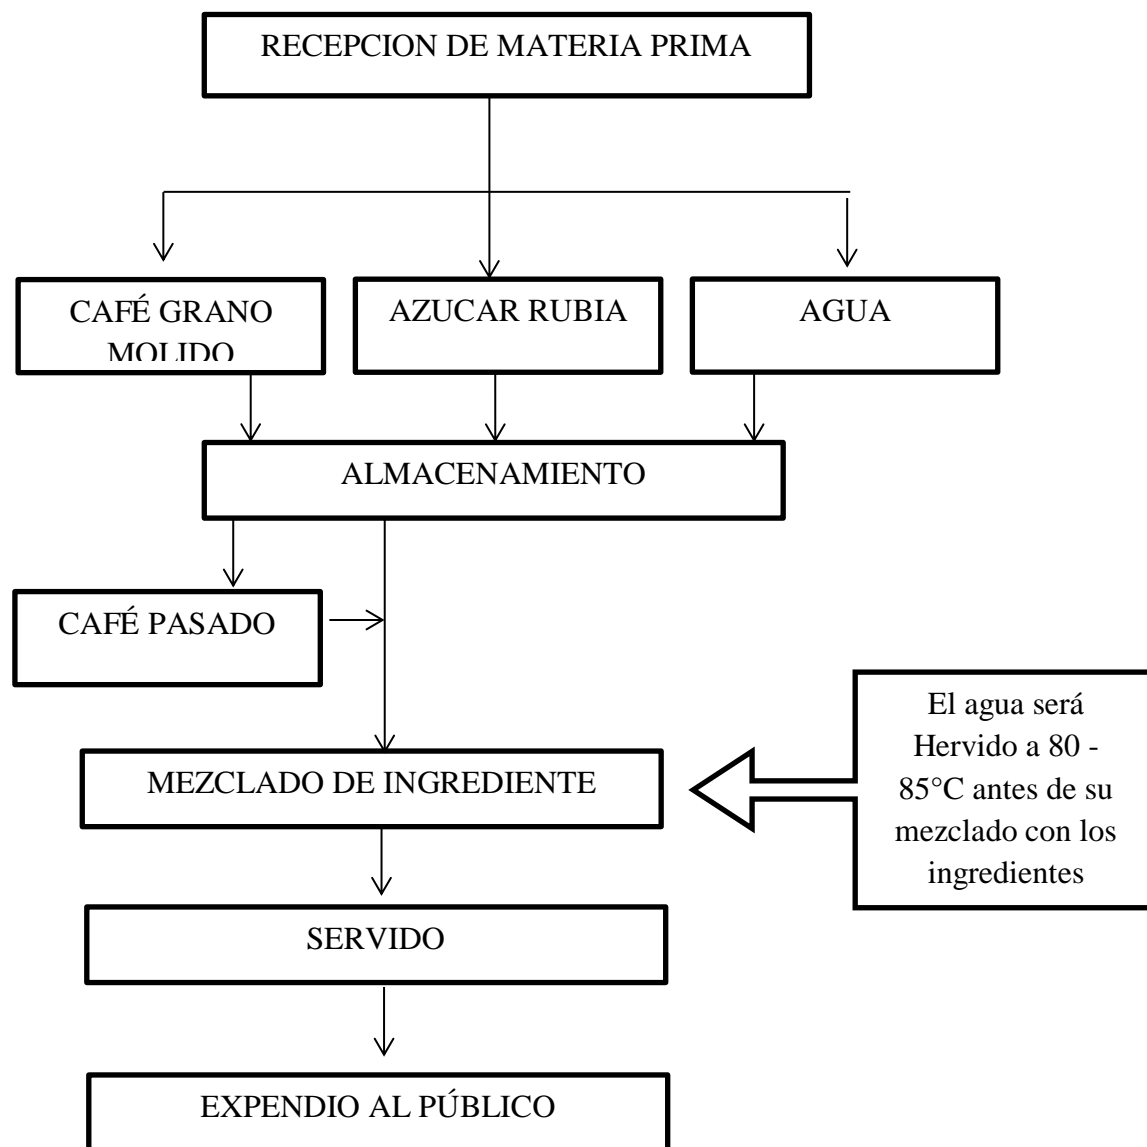 RECEPCION DE MATERIA PRIMA
CAFÉ GRANO
MOLIDO
AZUCAR RUBIA
AGUA
ALMACENAMIENTO
CAFÉ PASADO
El agua será
Hervido a 80 -
85°C antes de su
mezclado con los
ingredientes
MEZCLADO DE INGREDIENTE
SERVIDO
EXPENDIO AL PÚBLICO